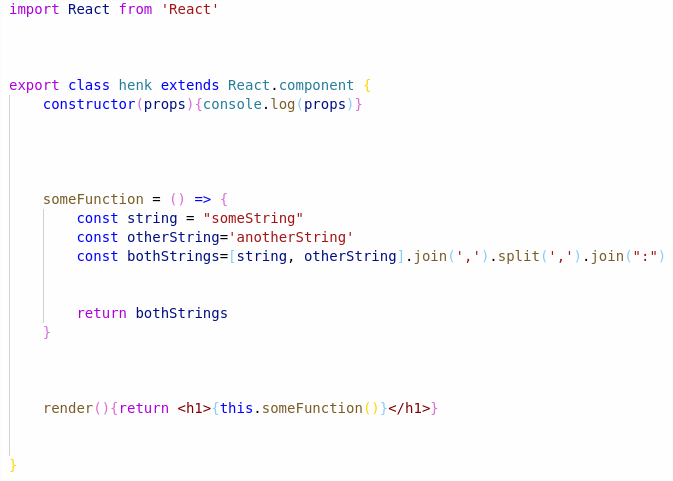 import React from 'React'
export class henk extends React.component {
    constructor(props){console.log(props)}
    someFunction = () => {
        const string = "someString"
        const otherString='anotherString'
        const bothStrings=[string, otherString].join(',').split(',').join(":")
        return bothStrings
    }
    render(){return <h1>{this.someFunction()}</h1>}
}